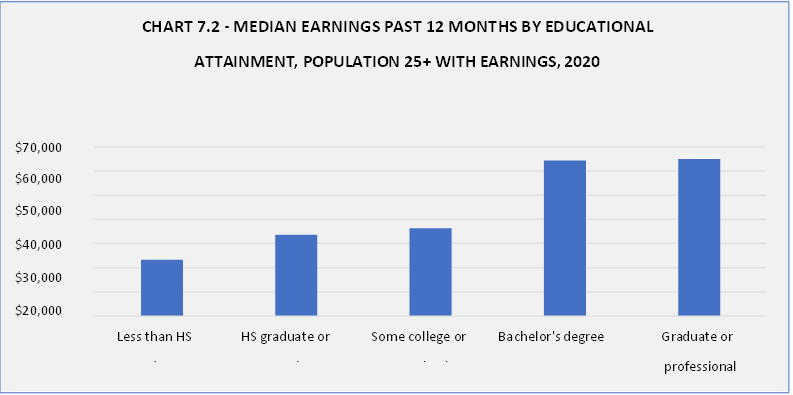 CHART 7.2 - MEDIAN EARNINGS PAST 12 MONTHS BY EDUCATIONAL
ATTAINMENT, POPULATION 25+ WITH EARNINGS, 2020
$70,000
$60,000
$50,000
$40,000
$30,000
$20,000
Less than HS
HS graduate or
Some college or
Bachelor's degree
Graduate or
professional